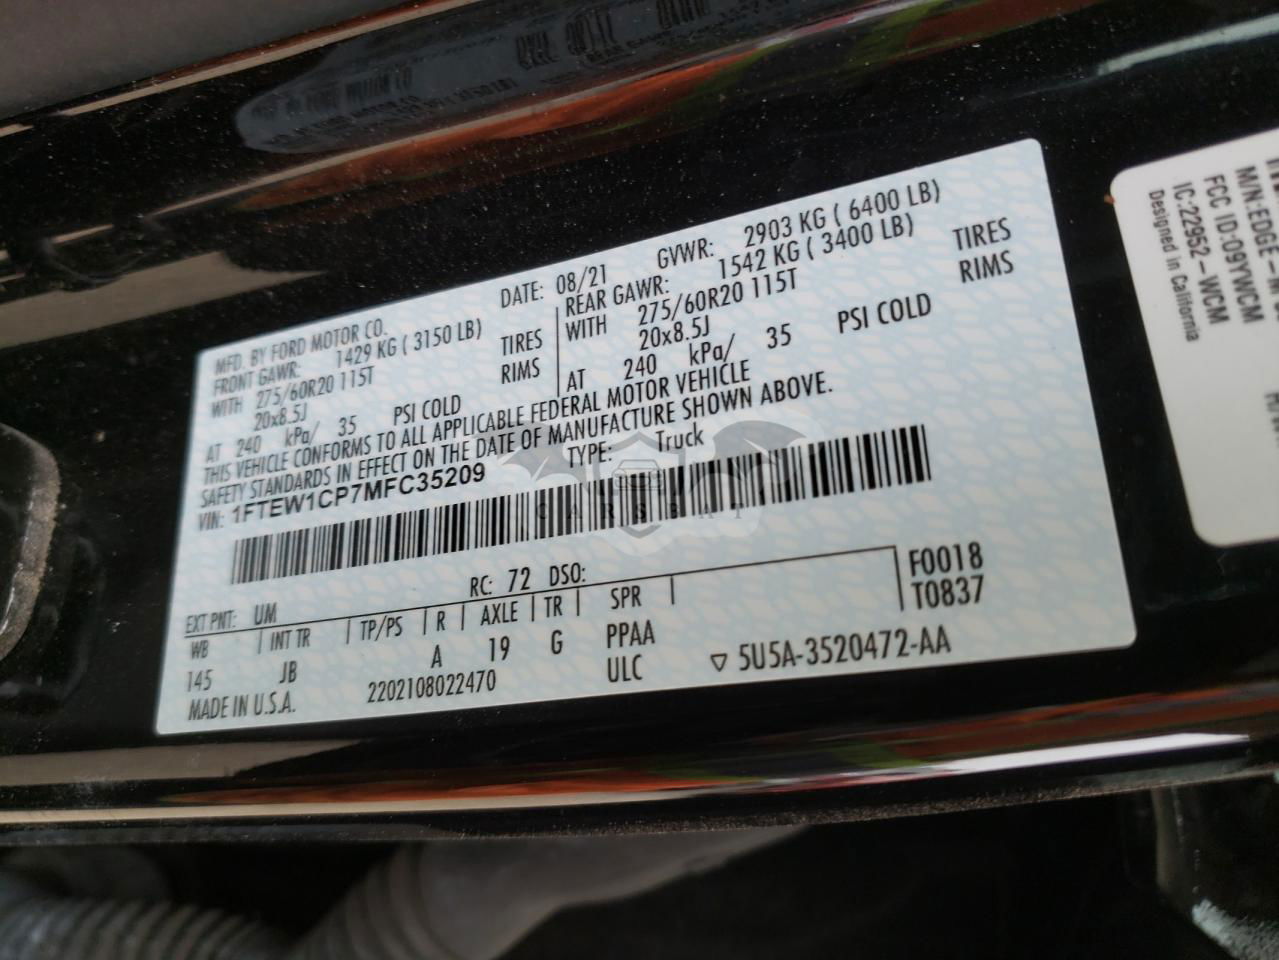 MFD. BY FORD MOTOR CO.
DATE: 08/21
GVWR: 2903 KG ( 6400 LB)
FRONT GAWR: 1429 KG ( 3150 LB)
REAR GAWR: 1542 KG ( 3400 LB)
WITH 275/60R20 115T TIRES
WITH 275/60R20 115T TIRES
20x8.5J RIMS
20x8.5J RIMS
AT 240 kPa/ 35 PSI COLD
AT 240 kPa/ 35 PSI COLD
THIS VEHICLE CONFORMS TO ALL APPLICABLE FEDERAL MOTOR VEHICLE
SAFETY STANDARDS IN EFFECT ON THE DATE OF MANUFACTURE SHOWN ABOVE.
VIN: 1FTEW1CP7MFC35209
TYPE: Truck
CARSBAT
EXT PNT: UM RC: 72 DSO:
WB INT TR TP/PS R AXLE TR SPR
F0018
T0837
145 JB A 19 G PPAA
MADE IN U.S.A. 2202108022470 ULC ▽ 5U5A-3520472-AA
FCC ID:O9YWCM
IC:22952-WCM
Designed in California